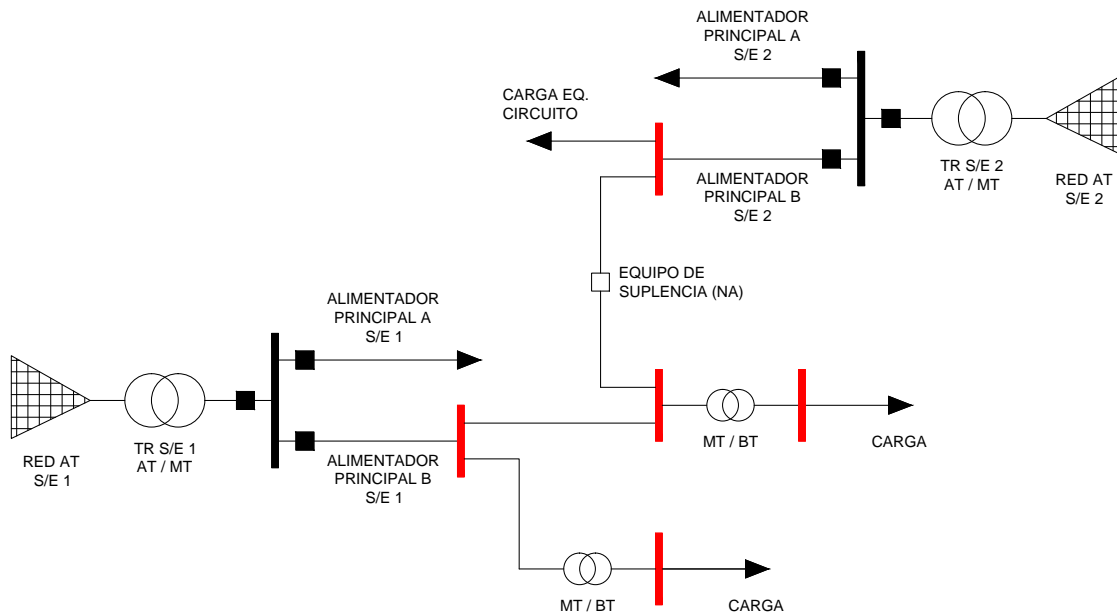 ALIMENTADOR
PRINCIPAL A
S/E 2
CARGA EQ.
CIRCUITO
ALIMENTADOR
PRINCIPAL B
S/E 2
TR S/E 2
AT / MT
RED AT
S/E 2
EQUIPO DE
SUPLENCIA (NA)
ALIMENTADOR
PRINCIPAL A
S/E 1
RED AT
S/E 1
TR S/E 1
AT / MT
ALIMENTADOR
PRINCIPAL B
S/E 1
MT / BT
CARGA
MT / BT
CARGA